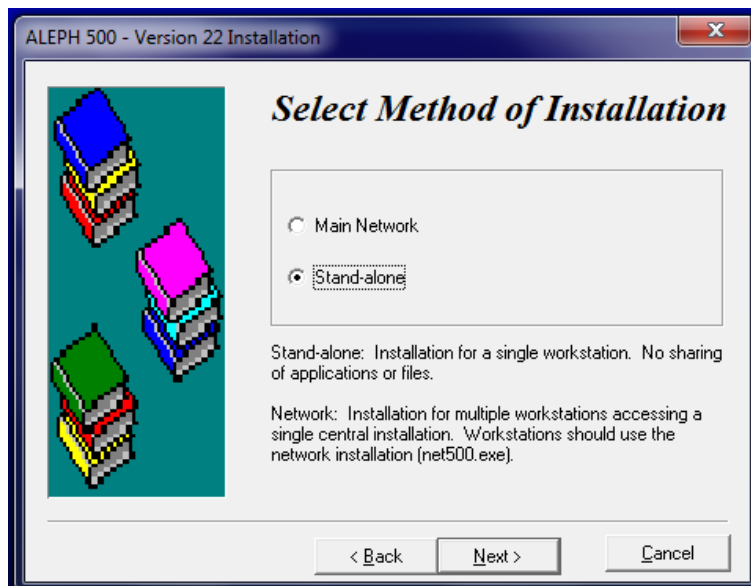 ALEPH 500 - Version 22 Installation
Select Method of Installation
Main Network
Stand-alone
Stand-alone: Installation for a single workstation. No sharing
of applications or files.
Network: Installation for multiple workstations accessing a
single central installation. Workstations should use the
network installation (net500.exe).
< Back
Next >
Cancel